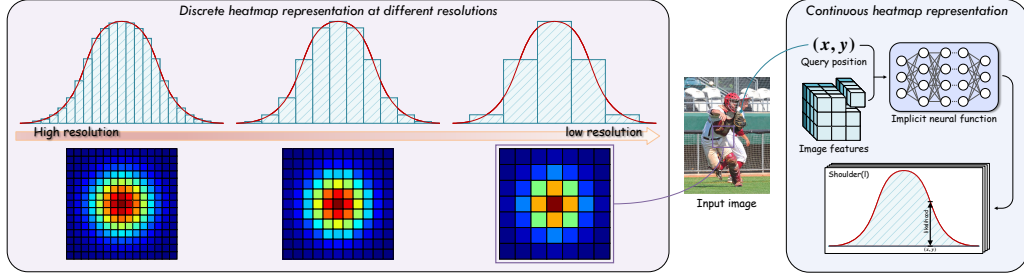 Discrete heatmap representation at different resolutions
High resolution
low resolution
Input image
Continuous heatmap representation
(x, y)
Query position
Image features
Implicit neural function
Shoulder(l)
likelihood
(x, y)